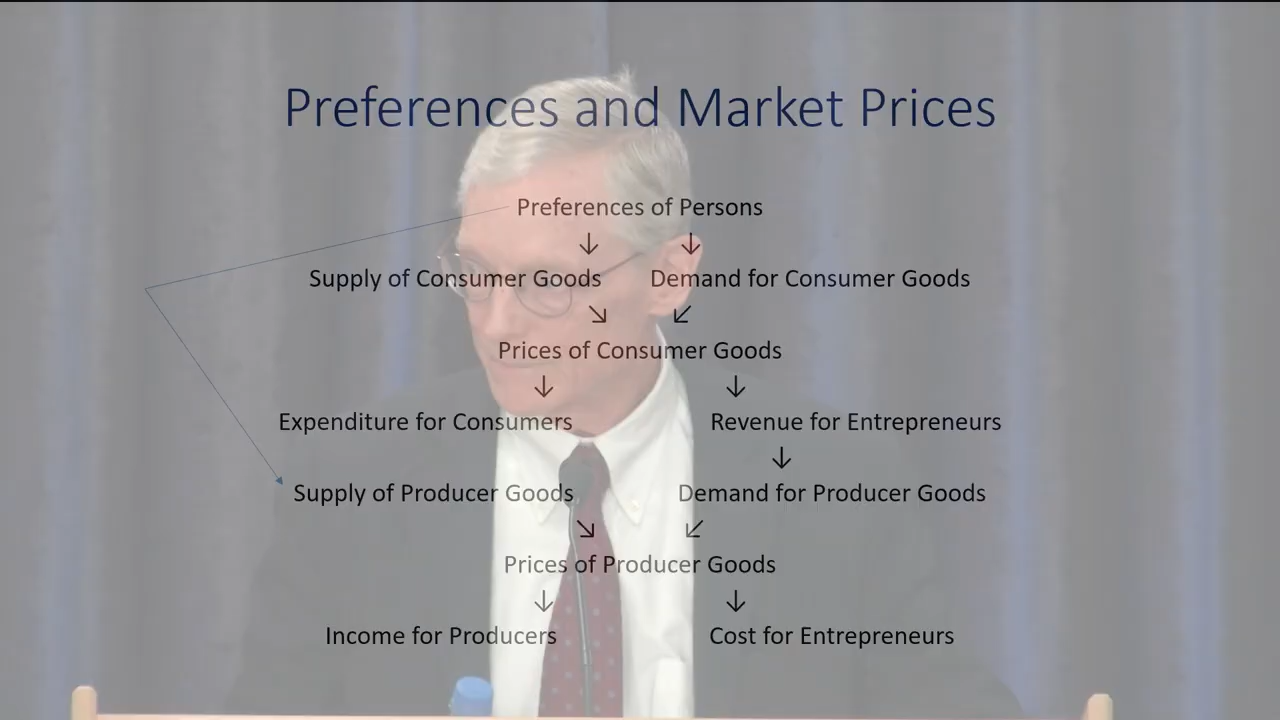 Preferences and Market Prices
Preferences of Persons
↓ ↓
Supply of Consumer Goods Demand for Consumer Goods
↘ ↙
Prices of Consumer Goods
↓ ↓
Expenditure for Consumers Revenue for Entrepreneurs
↓
Supply of Producer Goods Demand for Producer Goods
↘ ↙
Prices of Producer Goods
↓ ↓
Income for Producers Cost for Entrepreneurs